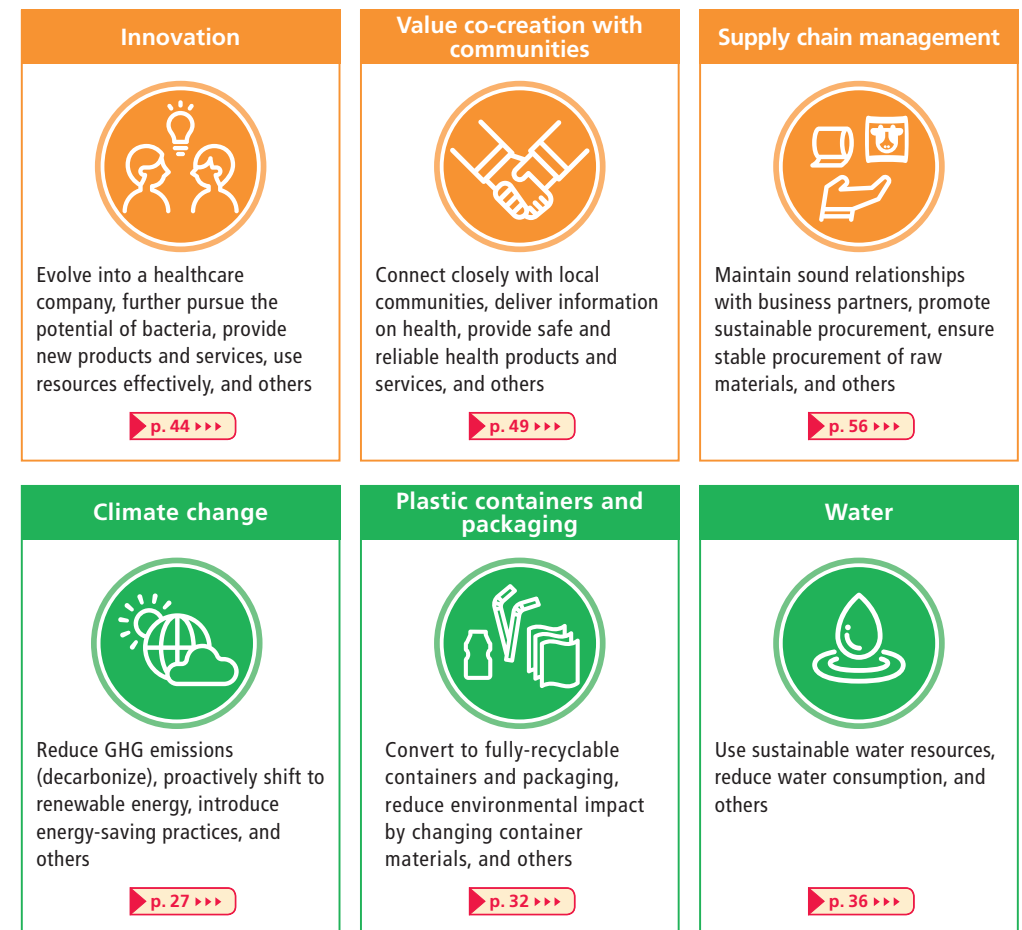 Innovation
Evolve into a healthcare
company, further pursue the
potential of bacteria, provide
new products and services, use
resources effectively, and others
p. 44
Value co-creation with
communities
Connect closely with local
communities, deliver information
on health, provide safe and
reliable health products and
services, and others
p. 49
Supply chain management
Maintain sound relationships
with business partners, promote
sustainable procurement, ensure
stable procurement of raw
materials, and others
p. 56
Climate change
Reduce GHG emissions
(decarbonize), proactively shift to
renewable energy, introduce
energy-saving practices, and
others
p. 27
Plastic containers and
packaging
Convert to fully-recyclable
containers and packaging,
reduce environmental impact
by changing container
materials, and others
p. 32
Water
Use sustainable water resources,
reduce water consumption, and
others
p. 36